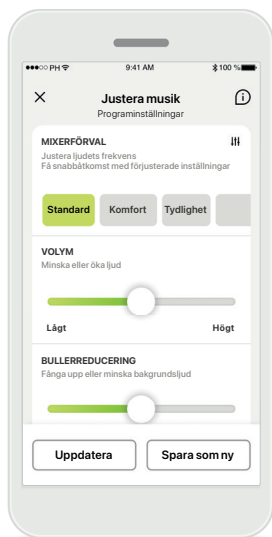 PH 9:41 AM 100 %
Justera musik
Programinställningar
MIXERFÖRVAL
Justera ljudets frekvens
Få snabbåtkomst med förjusterade inställningar
Standard Komfort Tydlighet
VOLYM
Minska eller öka ljud
Lågt Högt
BULLERREDUCERING
Fånga upp eller minska bakgrundsljud
Uppdatera Spara som ny